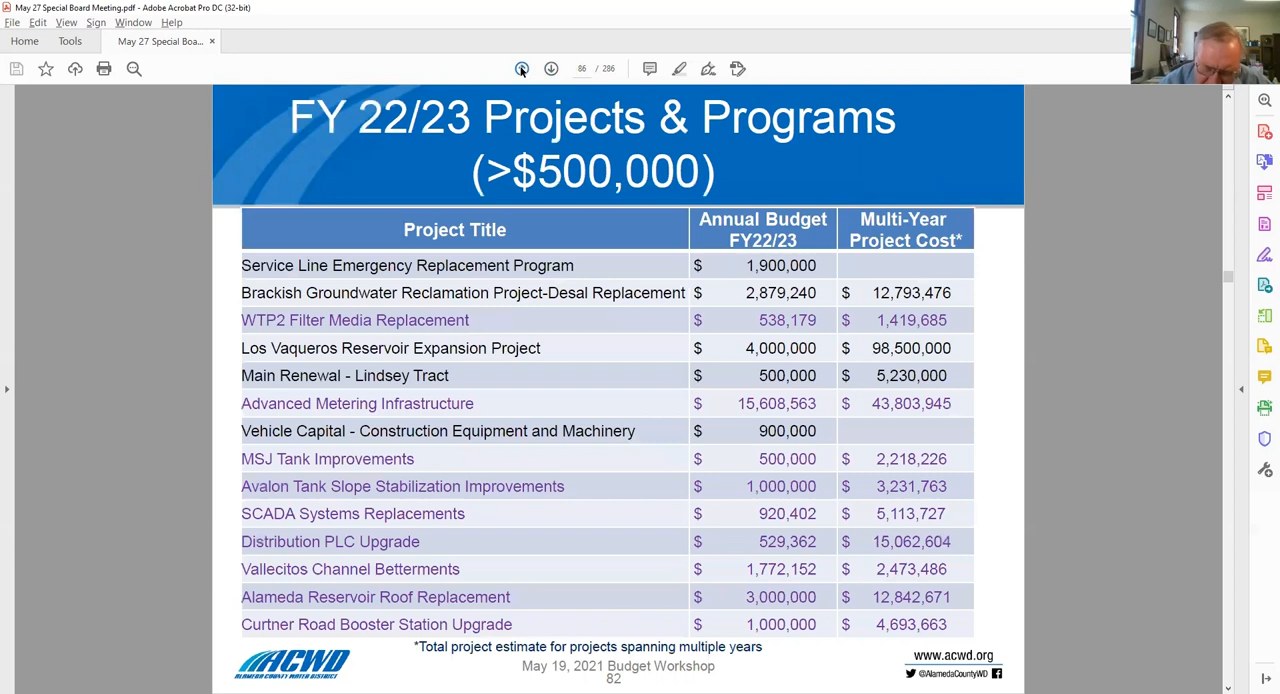 May 27 Special Board Meeting.pdf - Adobe Acrobat Pro DC (32-bit)
File Edit View Sign Window Help
Home Tools May 27 Special Boa... ×
86 / 286
FY 22/23 Projects & Programs
(>$500,000)
Project Title Annual Budget FY22/23 Multi-Year Project Cost*
Service Line Emergency Replacement Program $ 1,900,000
Brackish Groundwater Reclamation Project-Desal Replacement $ 2,879,240 $ 12,793,476
WTP2 Filter Media Replacement $ 538,179 $ 1,419,685
Los Vaqueros Reservoir Expansion Project $ 4,000,000 $ 98,500,000
Main Renewal - Lindsey Tract $ 500,000 $ 5,230,000
Advanced Metering Infrastructure $ 15,608,563 $ 43,803,945
Vehicle Capital - Construction Equipment and Machinery $ 900,000
MSJ Tank Improvements $ 500,000 $ 2,218,226
Avalon Tank Slope Stabilization Improvements $ 1,000,000 $ 3,231,763
SCADA Systems Replacements $ 920,402 $ 5,113,727
Distribution PLC Upgrade $ 529,362 $ 15,062,604
Vallecitos Channel Betterments $ 1,772,152 $ 2,473,486
Alameda Reservoir Roof Replacement $ 3,000,000 $ 12,842,671
Curtner Road Booster Station Upgrade $ 1,000,000 $ 4,693,663
*Total project estimate for projects spanning multiple years
ACWD
ALAMEDA COUNTY WATER DISTRICT
May 19, 2021 Budget Workshop
82
www.acwd.org
@AlamedaCountyWD